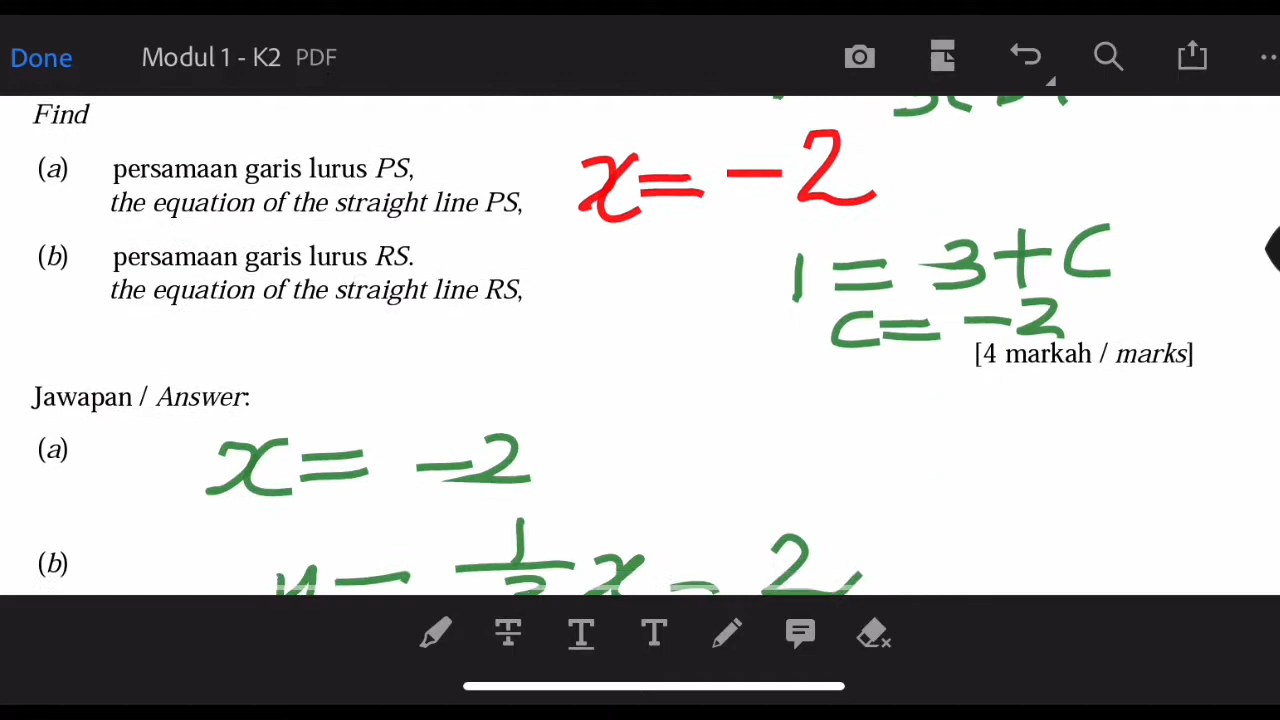 Done Modul 1 - K2 PDF
Find
(a) persamaan garis lurus PS,
x = -2
the equation of the straight line PS,
1 = 3 + C
(b) persamaan garis lurus RS.
the equation of the straight line RS,
C = -2
[4 markah / marks]
Jawapan / Answer:
(a) x = -2
(b)